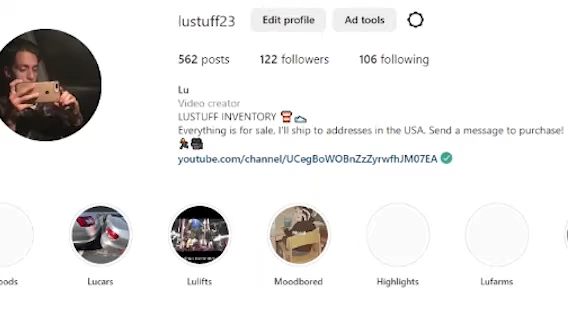 lustuff23 Edit profile Ad tools
562 posts 122 followers 106 following
Lu
Video creator
LUSTUFF INVENTORY
Everything is for sale, I'll ship to addresses in the USA. Send a message to purchase!
youtube.com/channel/UCegBoWOBnZzZyrwfhJM07EA
oods Lucars Lulifts Moodbored Highlights Lufarms